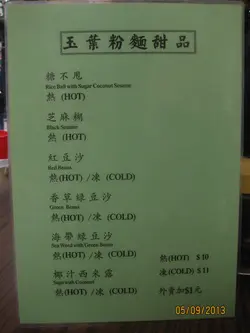 玉葉粉麵甜品
糖不甩
Rice Ball with Sugar Coconut Sesame
熱 (HOT)
芝麻糊
Black Sesame
熱 (HOT)
紅豆沙
Red Beans
熱 (HOT) /凍 (COLD)
香草綠豆沙
Green Beans
熱 (HOT) /凍 (COLD)
海帶綠豆沙
Sea Weed with Green Beans
熱 (HOT) /凍 (COLD)
熱(HOT) $10
椰汁西米露
Sago with Coconut
凍(COLD) $11
熱 (HOT) /凍 (COLD)
外賣加$1元
05/09/2013